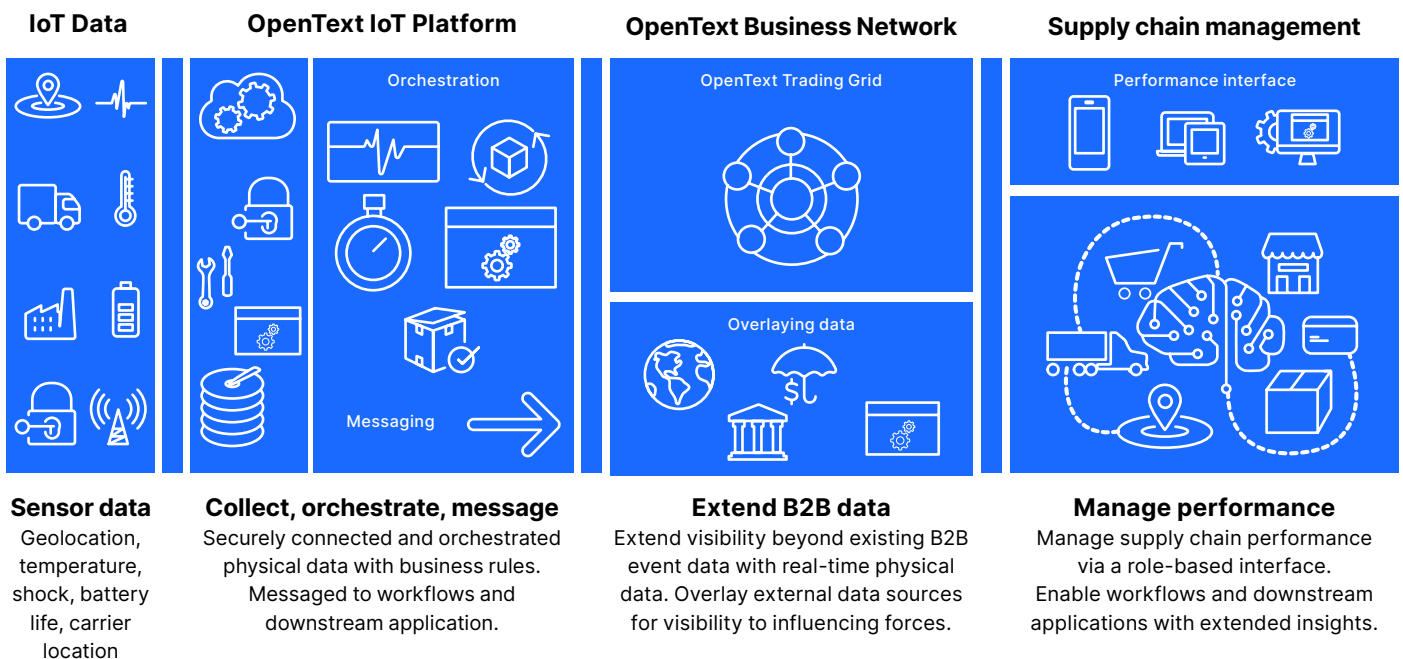 IoT Data
OpenText IoT Platform
OpenText Business Network
Supply chain management
Orchestration
Messaging
OpenText Trading Grid
Overlaying data
$
Performance interface
Sensor data
Geolocation,
temperature,
shock, battery
life, carrier
location
Collect, orchestrate, message
Securely connected and orchestrated
physical data with business rules.
Messaged to workflows and
downstream application.
Extend B2B data
Extend visibility beyond existing B2B
event data with real-time physical
data. Overlay external data sources
for visibility to influencing forces.
Manage performance
Manage supply chain performance
via a role-based interface.
Enable workflows and downstream
applications with extended insights.